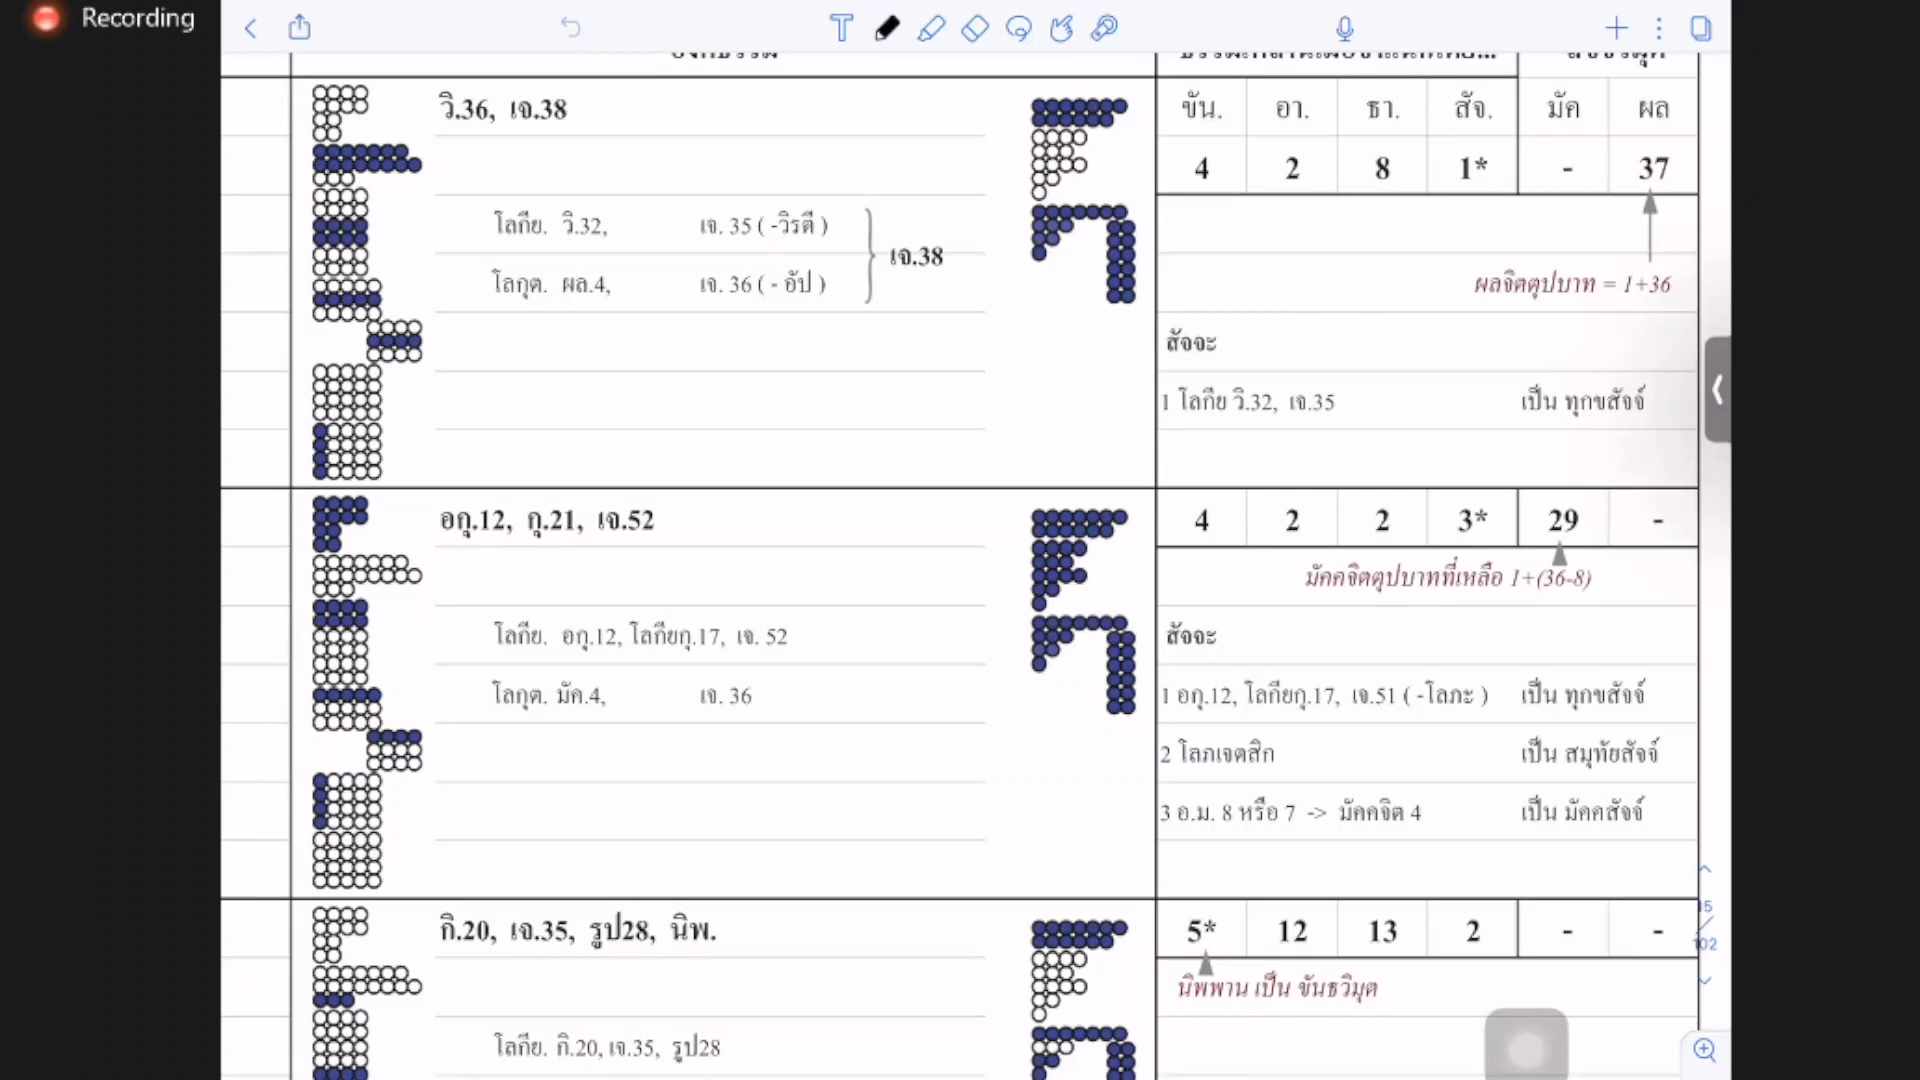 Recording
วิ.36, เจ.38
ขัน. อา. ธา. สัจ. มัค ผล
4 2 8 1* - 37
โลกีย. วิ.32, เจ. 35 ( -วิรตี )
เจ.38
โลกุต. ผล.4, เจ. 36 ( - อัป )
ผลจิตตุปบาท = 1+36
สัจจะ
1 โลกีย วิ.32, เจ.35 เป็น ทุกขสัจจ์
อกุ.12, กุ.21, เจ.52
4 2 2 3* 29 -
มัคคจิตตุปบาทที่เหลือ 1+(36-8)
โลกีย. อกุ.12, โลกียกุ.17, เจ. 52
สัจจะ
โลกุต. มัค.4, เจ. 36
1 อกุ.12, โลกียกุ.17, เจ.51 ( -โลภะ ) เป็น ทุกขสัจจ์
2 โลภเจตสิก เป็น สมุทัยสัจจ์
3 อ.ม. 8 หรือ 7 -> มัคคจิต 4 เป็น มัคคสัจจ์
15
102
กิ.20, เจ.35, รูป28, นิพ.
5* 12 13 2 - -
นิพพาน เป็น ขันธวิมุต
โลกีย. กิ.20, เจ.35, รูป28